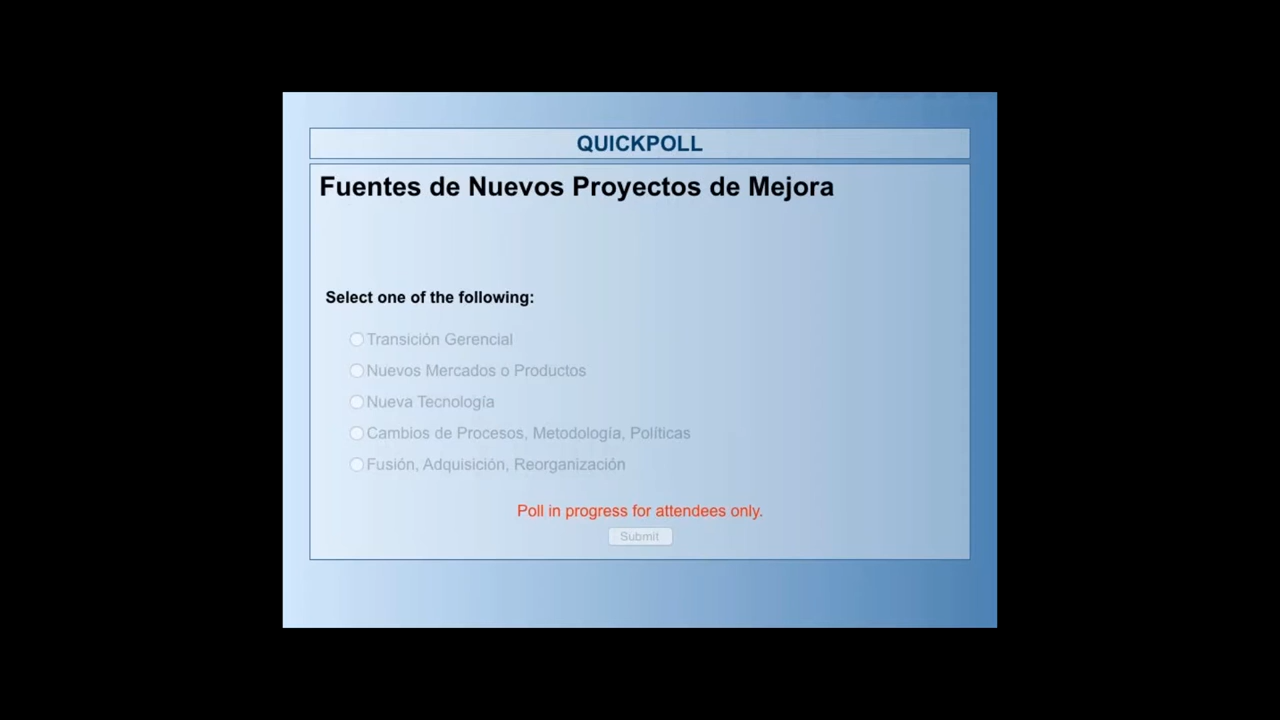 QUICKPOLL
Fuentes de Nuevos Proyectos de Mejora
Select one of the following:
Transición Gerencial
Nuevos Mercados o Productos
Nueva Tecnología
Cambios de Procesos, Metodología, Políticas
Fusión, Adquisición, Reorganización
Poll in progress for attendees only.
Submit